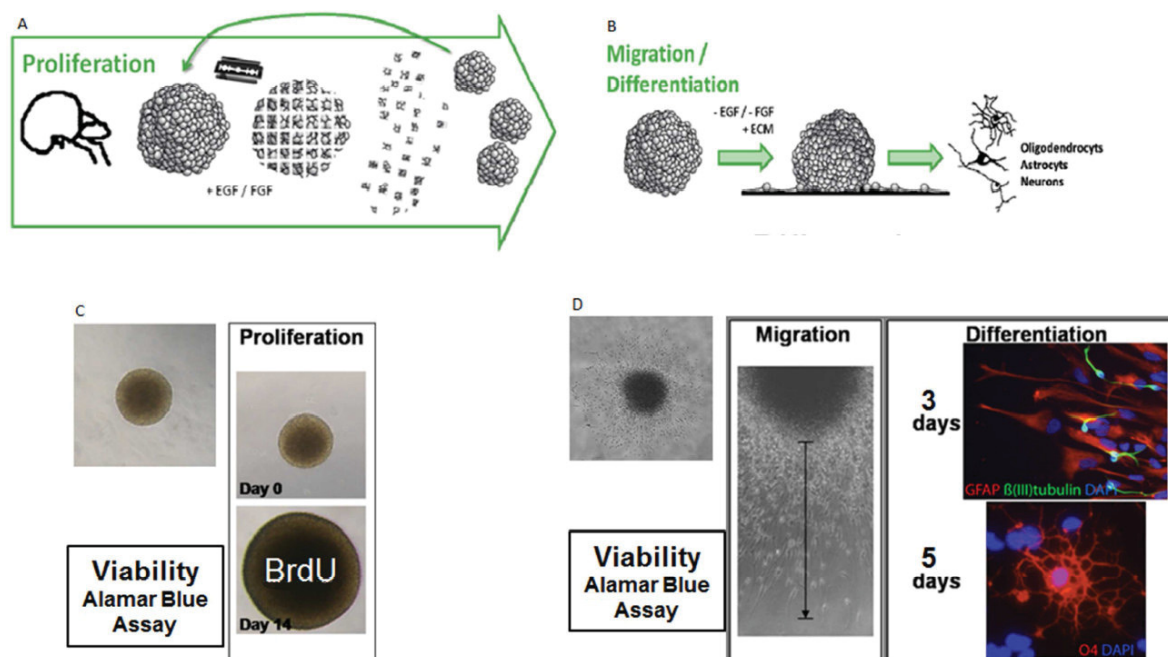 A
Proliferation
+ EGF / FGF
B
Migration /
Differentiation
- EGF / - FGF
+ ECM
Oligodendrocyts
Astrocyts
Neurons
C
Proliferation
Day 0
BrdU
Day 14
Viability
Alamar Blue
Assay
D
Migration
Differentiation
3
days
GFAP ß(III)tubulin DAPI
5
days
O4 DAPI
Viability
Alamar Blue
Assay